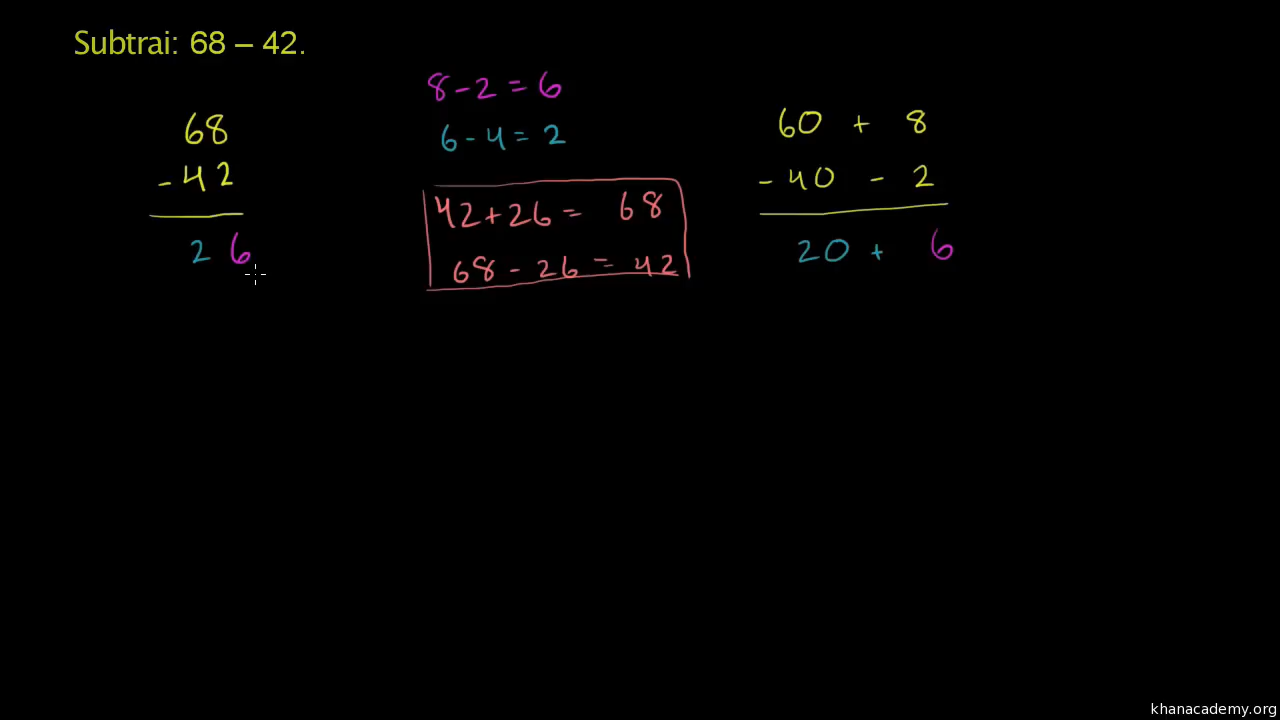 Subtrai: 68 – 42.
68
- 42
26
8 - 2 = 6
6 - 4 = 2
42 + 26 = 68
68 - 26 = 42
60 + 8
- 40 - 2
20 + 6
khanacademy.org